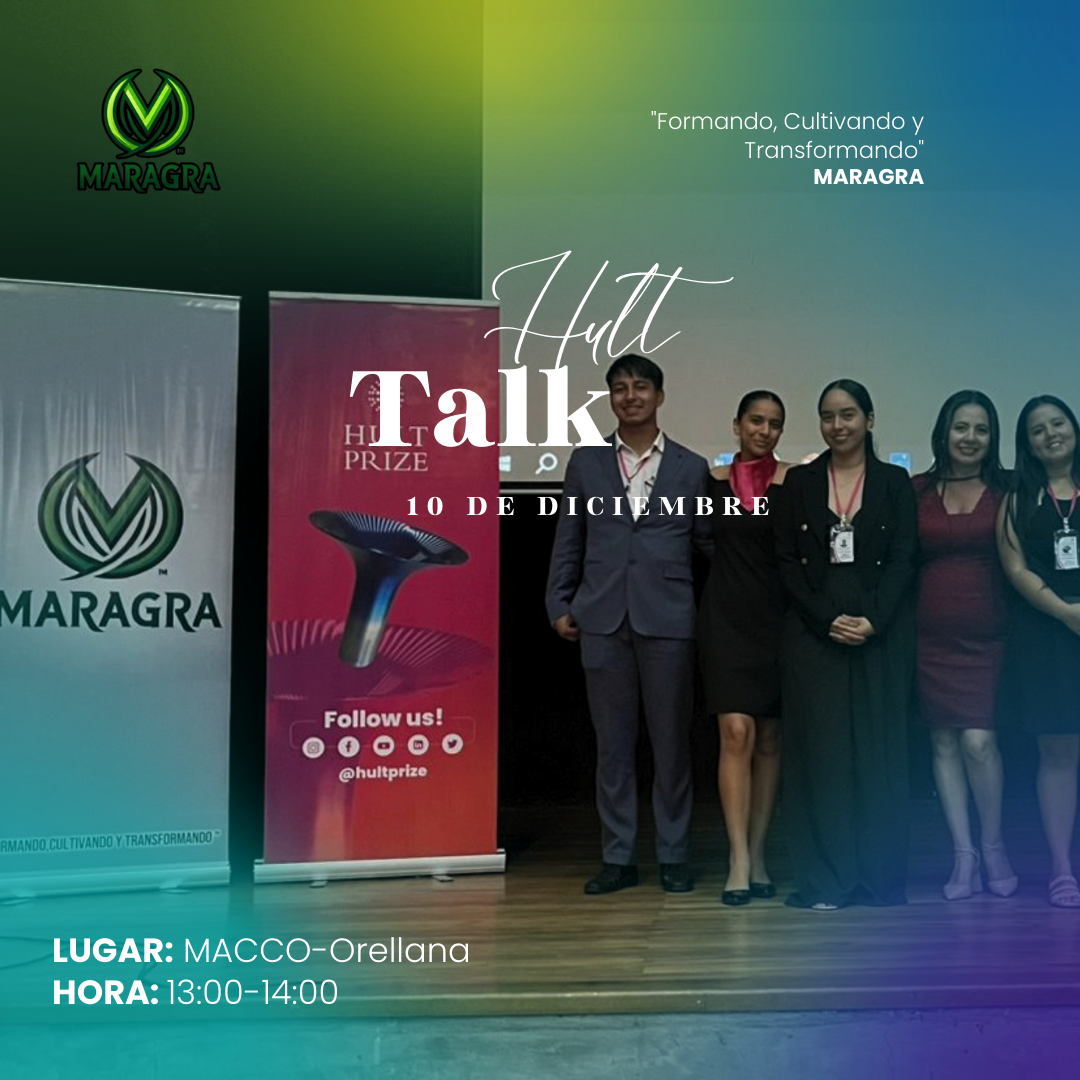 MARAGRA
"Formando, Cultivando y
Transformando"
MARAGRA
Hult
Talk
10 DE DICIEMBRE
HULT
PRIZE
MARAGRA
Follow us!
@hultprize
RMANDO,CULTIVANDO Y TRANSFORMANDO"
LUGAR: MACCO-Orellana
HORA: 13:00-14:00